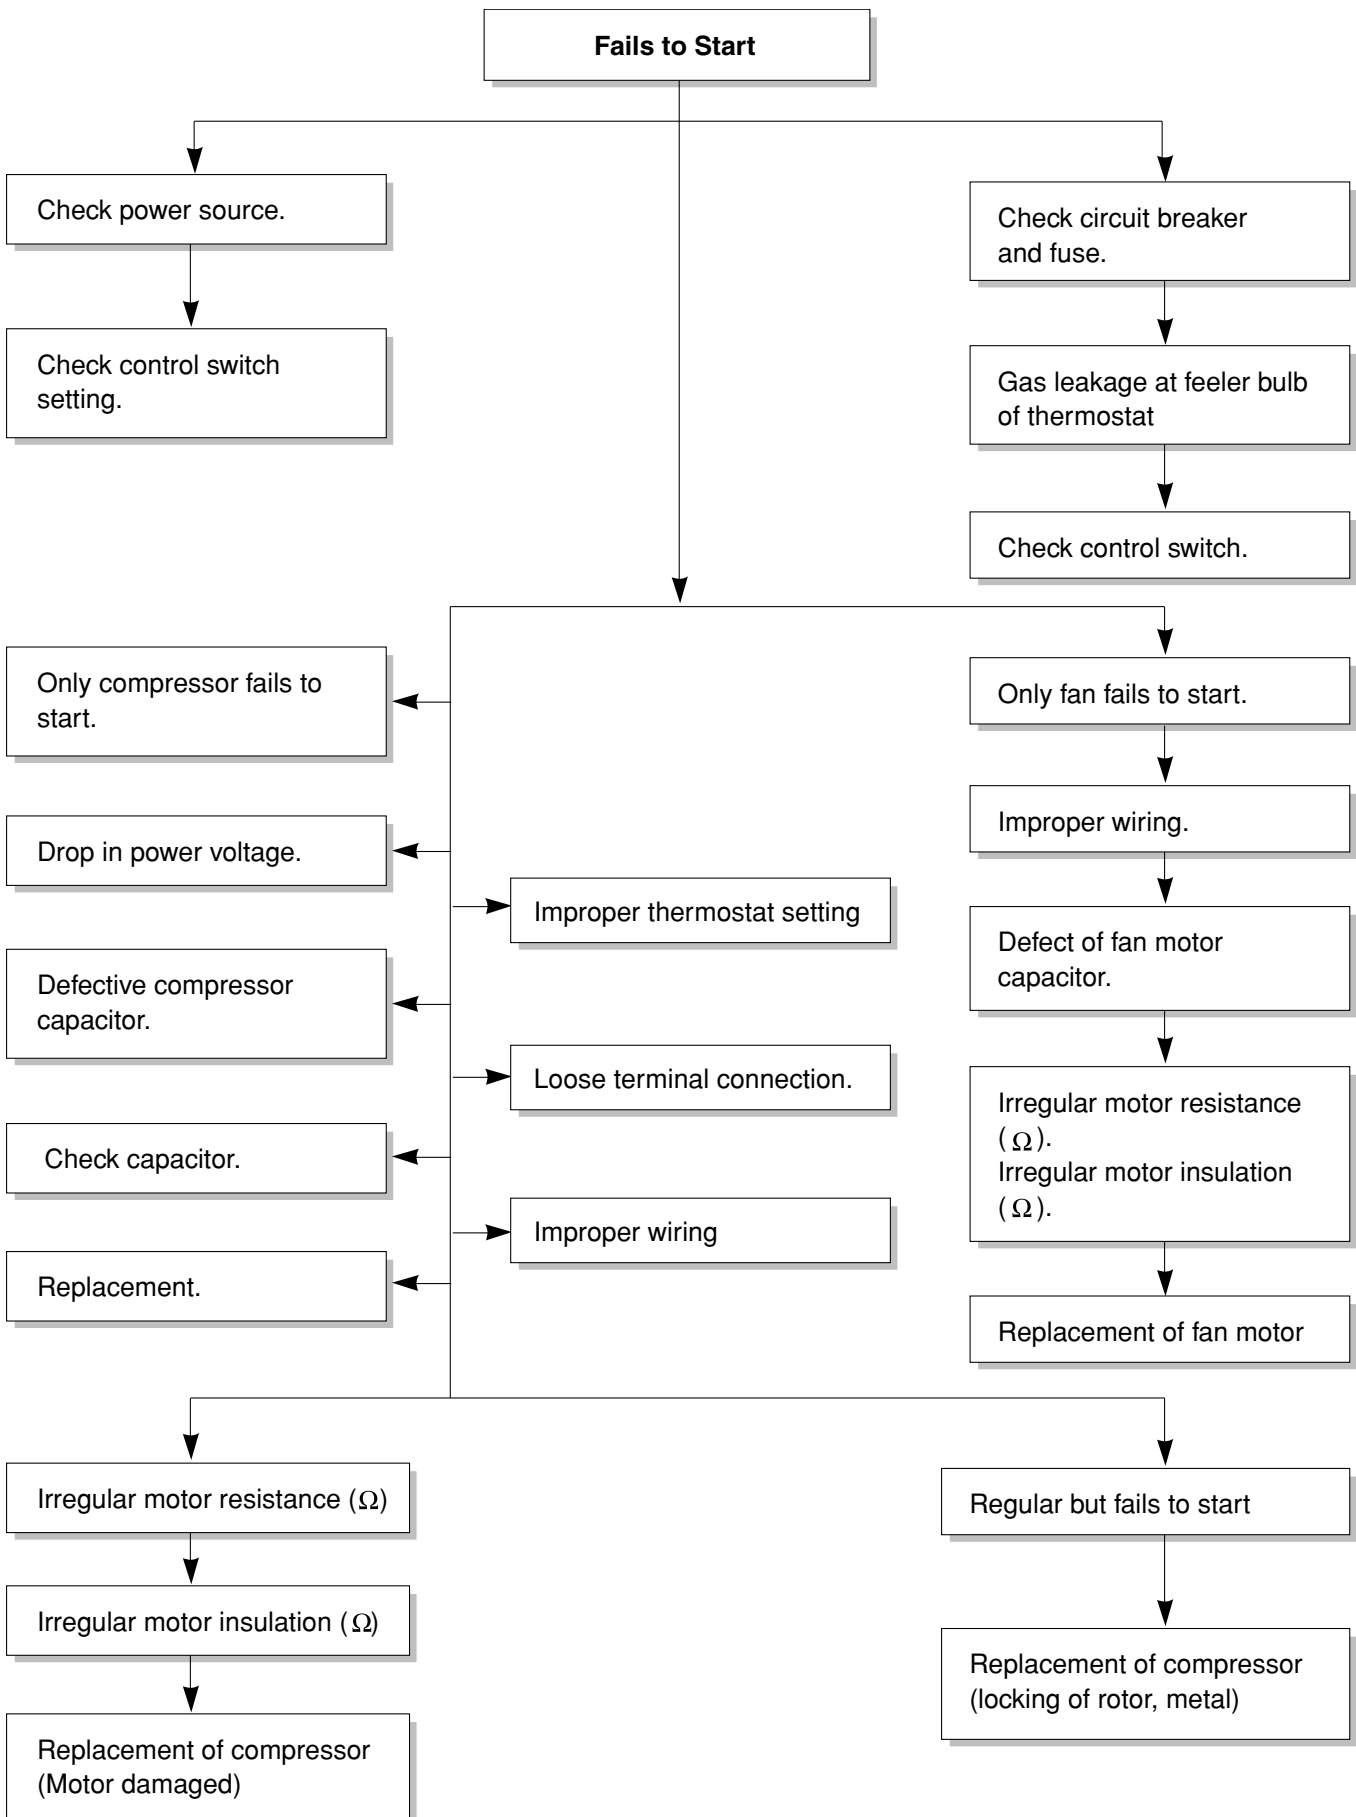 Fails to Start
Check power source.
Check circuit breaker
and fuse.
Check control switch
setting.
Gas leakage at feeler bulb
of thermostat
Check control switch.
Only compressor fails to
start.
Only fan fails to start.
Drop in power voltage.
Improper wiring.
Improper thermostat setting
Defective compressor
capacitor.
Defect of fan motor
capacitor.
Loose terminal connection.
Irregular motor resistance
(Ω).
Irregular motor insulation
(Ω).
Check capacitor.
Improper wiring
Replacement.
Replacement of fan motor
Irregular motor resistance (Ω)
Regular but fails to start
Irregular motor insulation (Ω)
Replacement of compressor
(locking of rotor, metal)
Replacement of compressor
(Motor damaged)